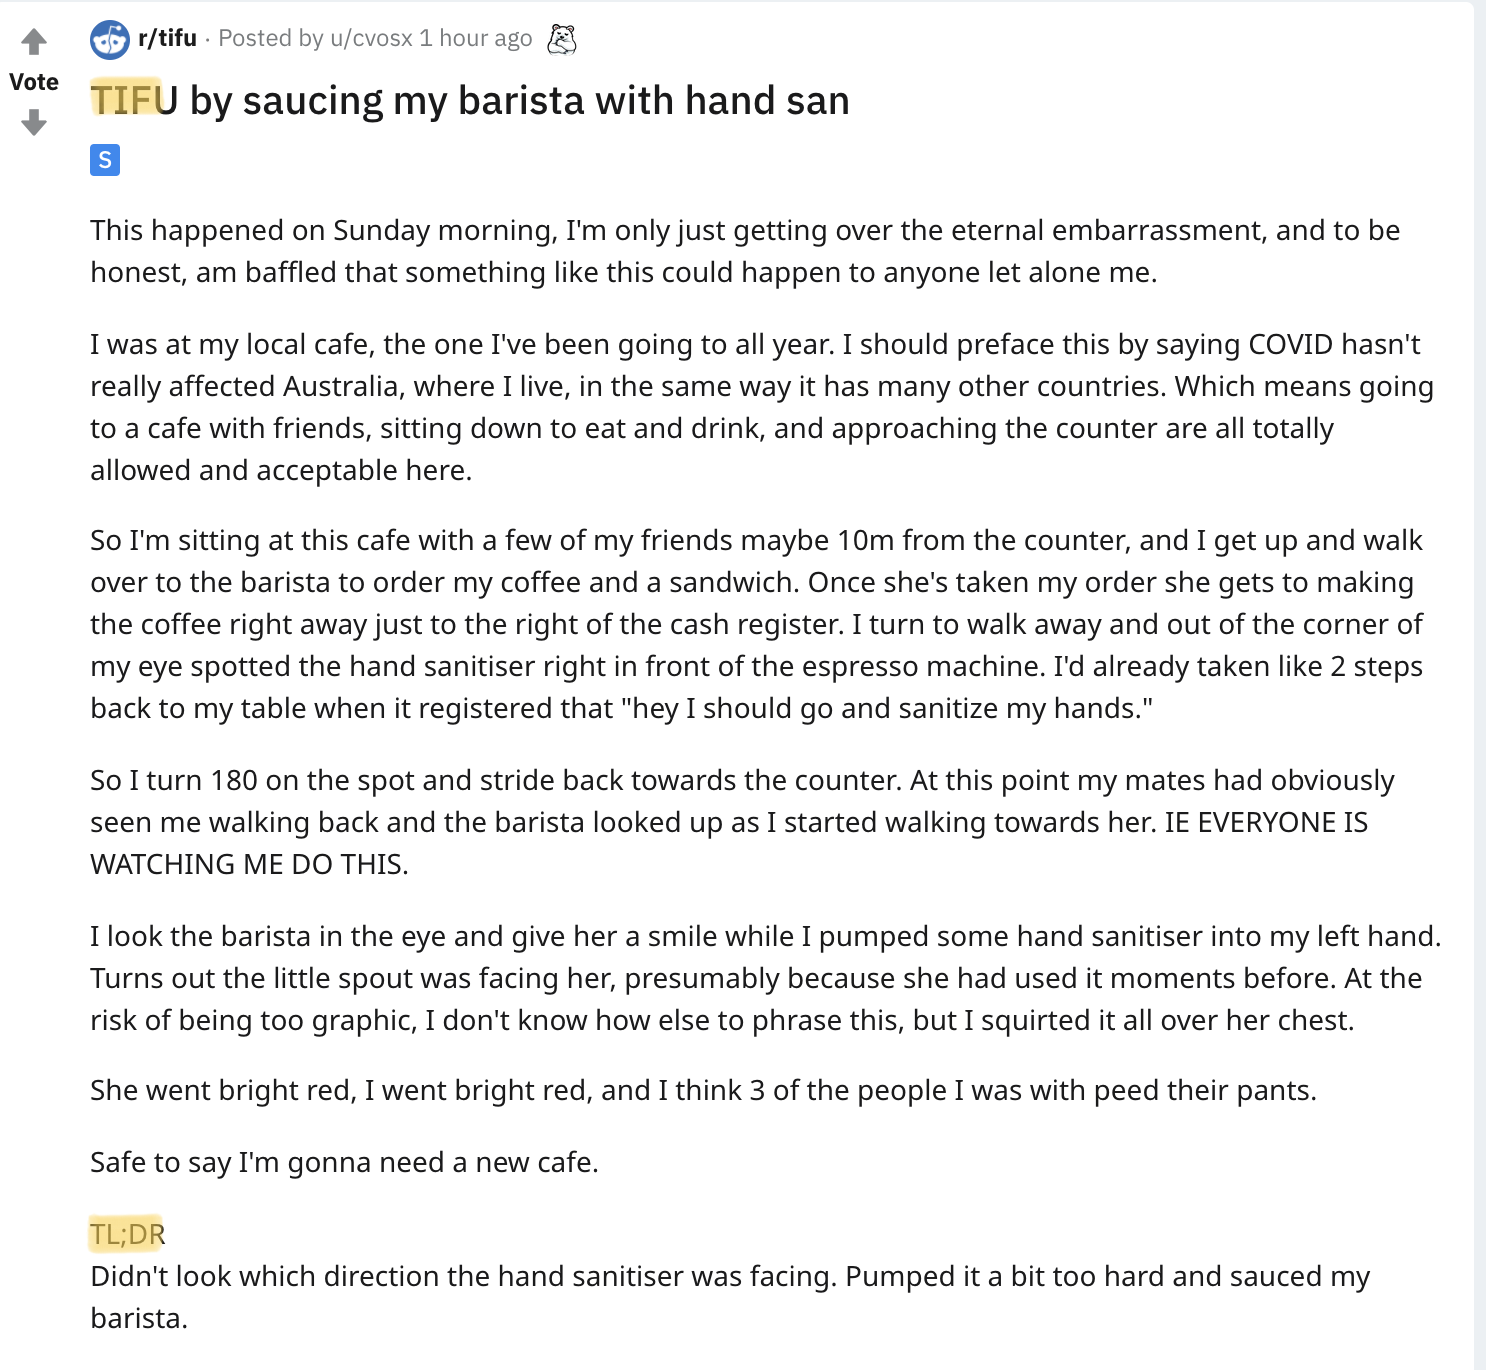 r/tifu · Posted by u/cvosx 1 hour ago
Vote
TIFU by saucing my barista with hand san
S
This happened on Sunday morning, I'm only just getting over the eternal embarrassment, and to be
honest, am baffled that something like this could happen to anyone let alone me.
I was at my local cafe, the one I've been going to all year. I should preface this by saying COVID hasn't
really affected Australia, where I live, in the same way it has many other countries. Which means going
to a cafe with friends, sitting down to eat and drink, and approaching the counter are all totally
allowed and acceptable here.
So I'm sitting at this cafe with a few of my friends maybe 10m from the counter, and I get up and walk
over to the barista to order my coffee and a sandwich. Once she's taken my order she gets to making
the coffee right away just to the right of the cash register. I turn to walk away and out of the corner of
my eye spotted the hand sanitiser right in front of the espresso machine. I'd already taken like 2 steps
back to my table when it registered that "hey I should go and sanitize my hands."
So I turn 180 on the spot and stride back towards the counter. At this point my mates had obviously
seen me walking back and the barista looked up as I started walking towards her. IE EVERYONE IS
WATCHING ME DO THIS.
I look the barista in the eye and give her a smile while I pumped some hand sanitiser into my left hand.
Turns out the little spout was facing her, presumably because she had used it moments before. At the
risk of being too graphic, I don't know how else to phrase this, but I squirted it all over her chest.
She went bright red, I went bright red, and I think 3 of the people I was with peed their pants.
Safe to say I'm gonna need a new cafe.
TL;DR
Didn't look which direction the hand sanitiser was facing. Pumped it a bit too hard and sauced my
barista.